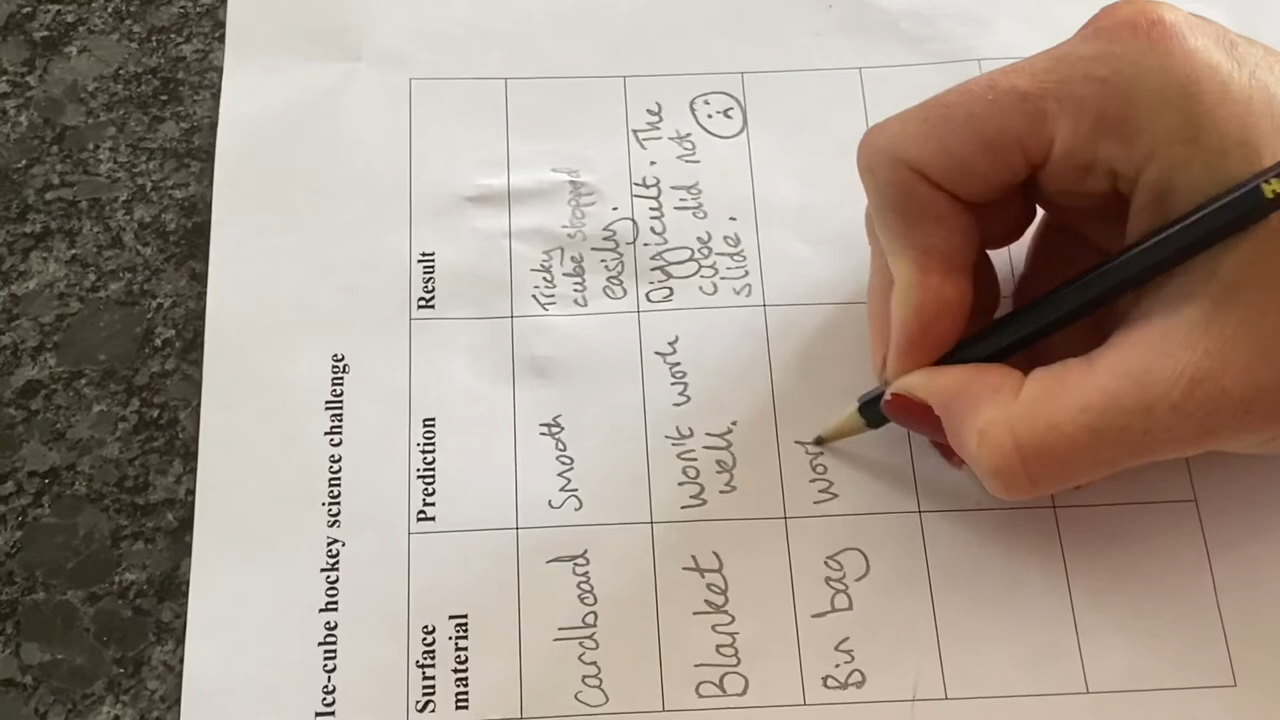 Ice-cube hockey science challenge
Surface
material
Prediction
Result
Cardboard
Smooth
Tricky
cube stopped
easily.
Blanket
Won't work
well.
Difficult. The
cube did not
slide.
Bin bag
Work